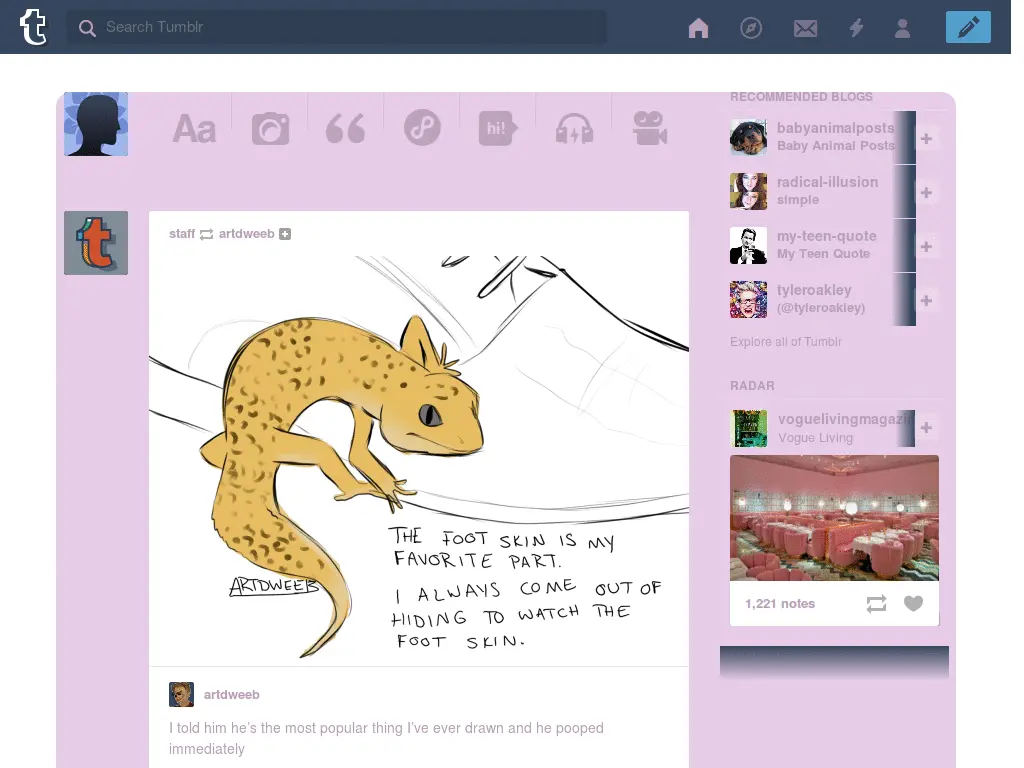 Search Tumblr
Aa
hi!
RECOMMENDED BLOGS
babyanimalposts
Baby Animal Posts
radical-illusion
simple
my-teen-quote
My Teen Quote
tyleroakley
(@tyleroakley)
Explore all of Tumblr
RADAR
voguelivingmagazi
Vogue Living
1,221 notes
staff artdweeb
THE FOOT SKIN IS MY
FAVORITE PART.
I ALWAYS COME OUT OF
HIDING TO WATCH THE
FOOT SKIN.
ARTDWEEB
artdweeb
I told him he's the most popular thing I've ever drawn and he pooped
immediately